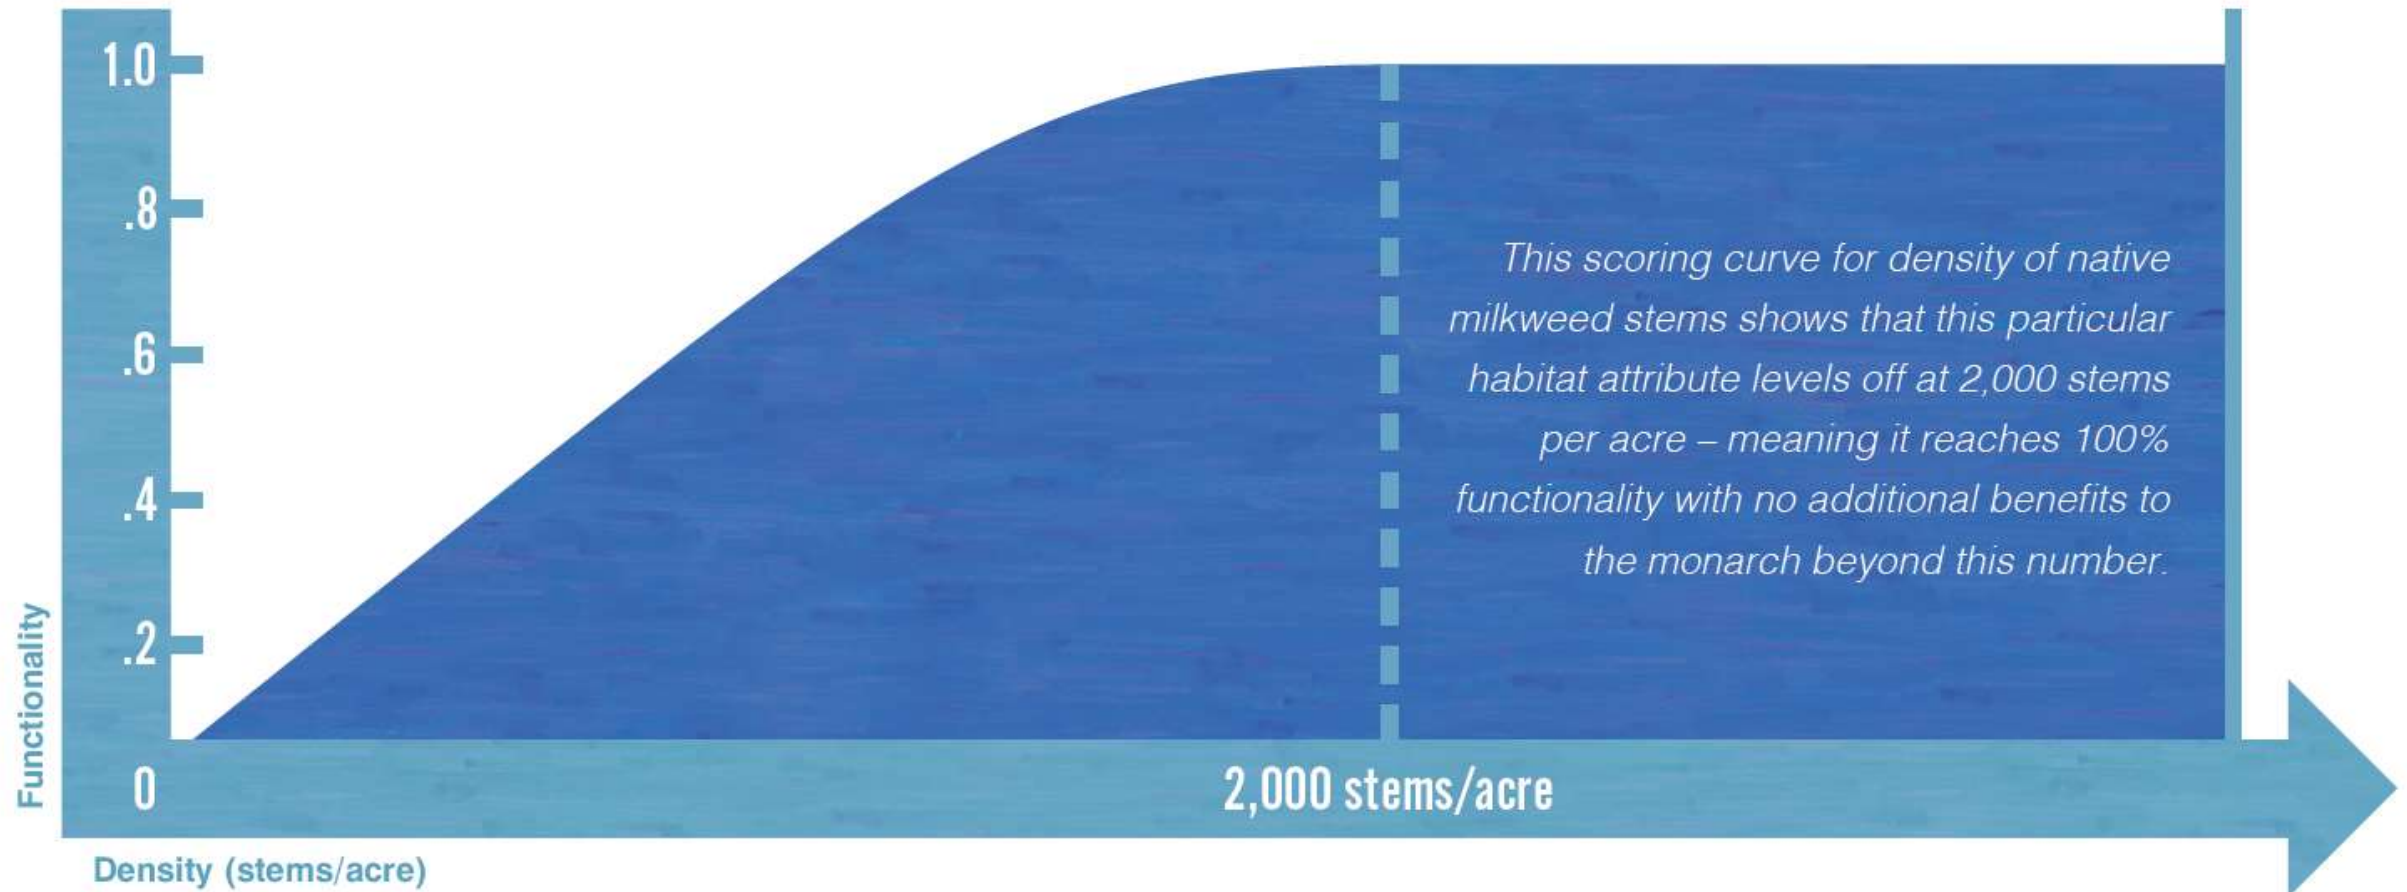 1.0
.8
.6
.4
.2
0
Functionality
This scoring curve for density of native
milkweed stems shows that this particular
habitat attribute levels off at 2,000 stems
per acre – meaning it reaches 100%
functionality with no additional benefits to
the monarch beyond this number.
2,000 stems/acre
Density (stems/acre)